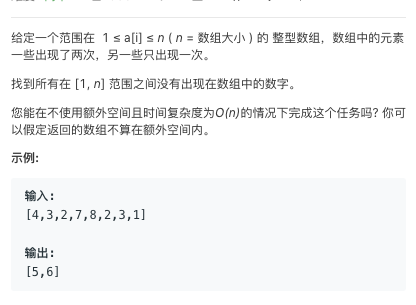 给定一个范围在 1 ≤ a[i] ≤ n ( n = 数组大小 ) 的 整型数组，数组中的元素
一些出现了两次，另一些只出现一次。
找到所有在 [1, n] 范围之间没有出现在数组中的数字。
您能在不使用额外空间且时间复杂度为O(n)的情况下完成这个任务吗? 你可
以假定返回的数组不算在额外空间内。
示例:
输入:
[4,3,2,7,8,2,3,1]
输出:
[5,6]